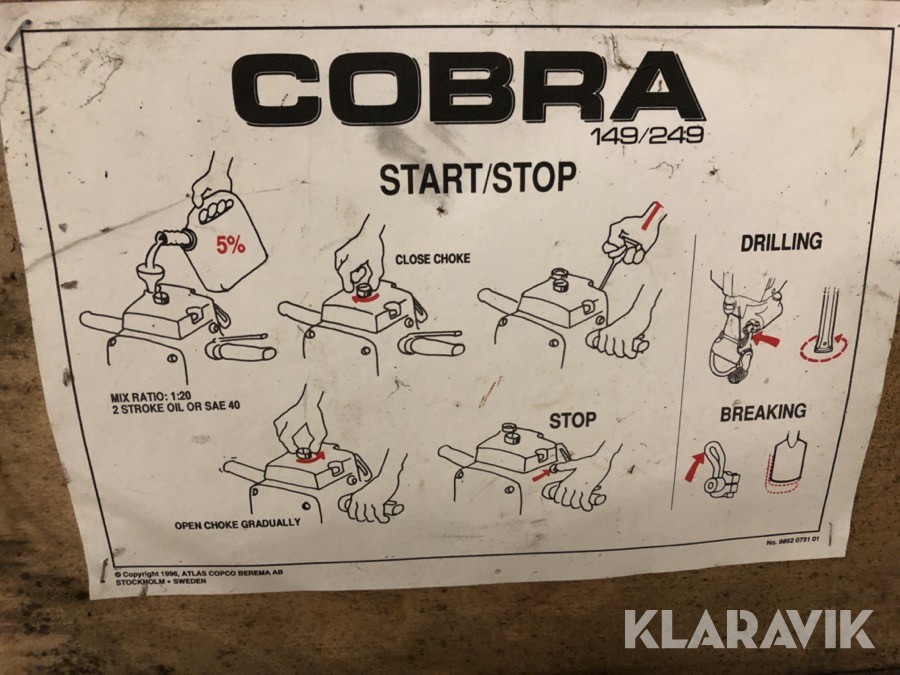 COBRA
149/249
START/STOP
5%
CLOSE CHOKE
MIX RATIO: 1:20
2 STROKE OIL OR SAE 40
OPEN CHOKE GRADUALLY
STOP
DRILLING
BREAKING
No. 9852 0731 01
© Copyright 1996, ATLAS COPCO BEREMA AB
STOCKHOLM • SWEDEN
KLARAVIK